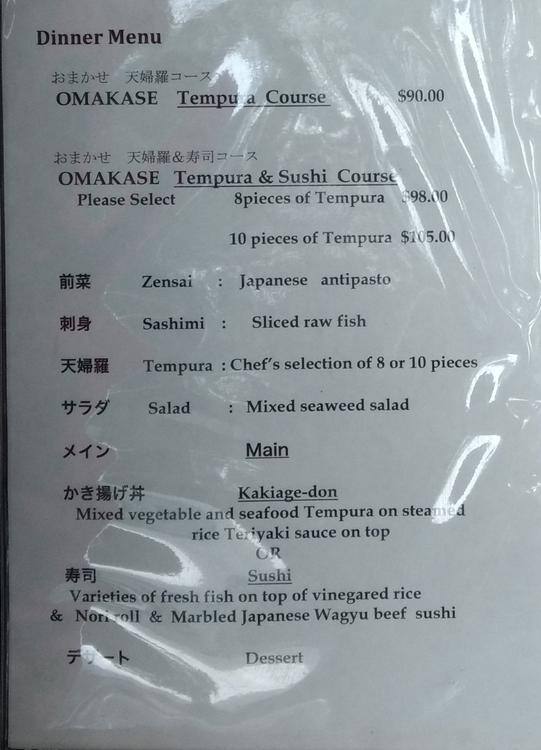 Dinner Menu
おまかせ 天婦羅コース
OMAKASE Tempura Course $90.00
おまかせ 天婦羅＆寿司コース
OMAKASE Tempura & Sushi Course
Please Select 8pieces of Tempura $98.00
10 pieces of Tempura $105.00
前菜 Zensai : Japanese antipasto
刺身 Sashimi : Sliced raw fish
天婦羅 Tempura : Chef's selection of 8 or 10 pieces
サラダ Salad : Mixed seaweed salad
メイン Main
かき揚げ丼 Kakiage-don
Mixed vegetable and seafood Tempura on steamed
rice Teriyaki sauce on top
OR
寿司 Sushi
Varieties of fresh fish on top of vinegared rice
& Nori roll & Marbled Japanese Wagyu beef sushi
デザート Dessert